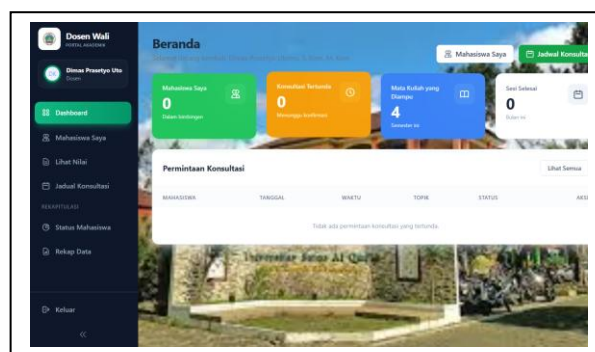 Dosen Wali
PORTAL AKADEMIK
Dimas Prasetyo Uto
Dosen
Dashboard
Mahasiswa Saya
Lihat Nilai
Jadual Konsultasi
REKAPITULASI
Status Mahasiswa
Rekap Data
Keluar
Beranda
Mahasiswa Saya
Jadwal Konsulta
Mahasiswa Saya
0
Dalam bimbingan
Konsultasi Tertunda
0
Menunggu konfirmasi
Mata Kuliah yang
Diampu
4
Semester ini
Sesi Selesai
0
Bulan ini
Permintaan Konsultasi
Lihat Semua
MAHASISWA TANGGAL WAKTU TOPIK STATUS AKSI
Tidak ada permintaan konsultasi yang tertunda.
Al Qur'